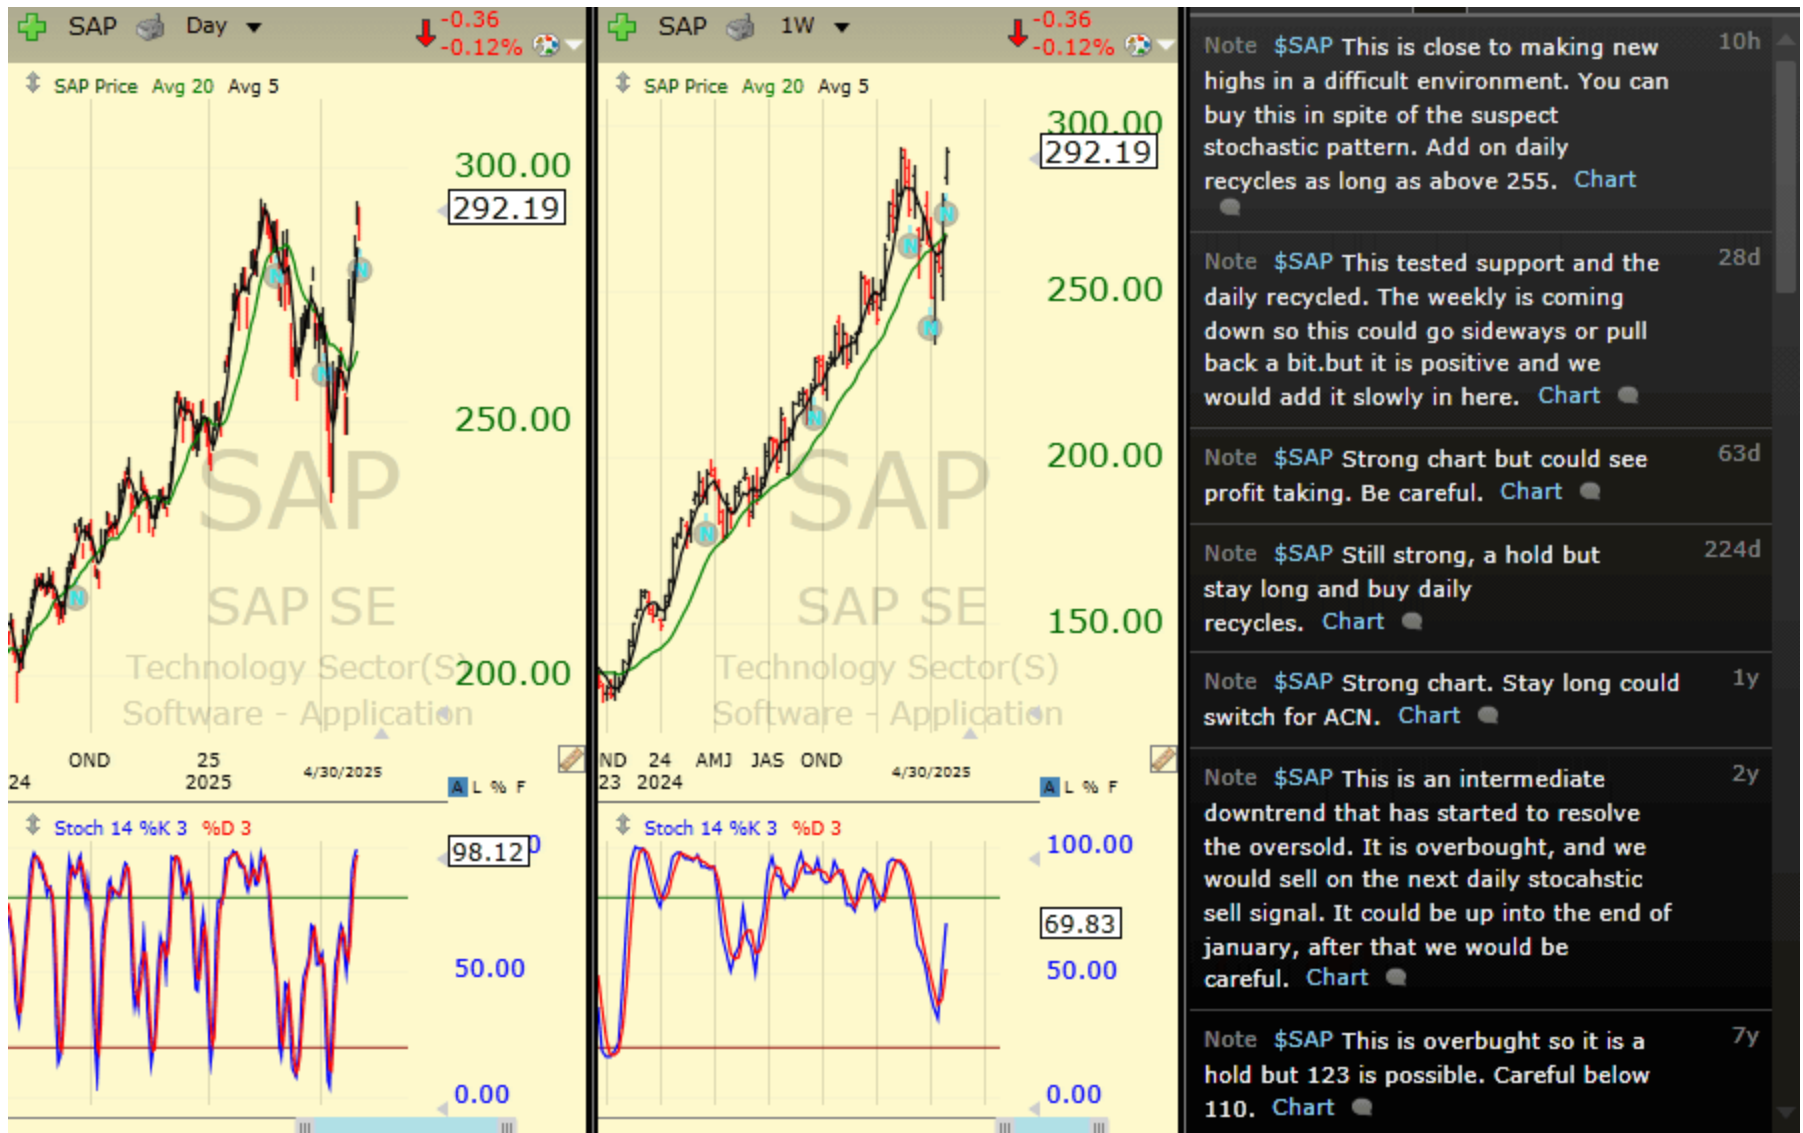 SAP Day
-0.36
-0.12%
SAP Price Avg 20 Avg 5
300.00
292.19
250.00
200.00
SAP
SAP SE
Technology Sector(S)
Software - Application
OND 25
24 2025 4/30/2025
A L % F
Stoch 14 %K 3 %D 3
98.12
50.00
0.00
N
N
N
N
SAP 1W
-0.36
-0.12%
SAP Price Avg 20 Avg 5
300.00
292.19
250.00
200.00
150.00
SAP
SAP SE
Technology Sector(S)
Software - Application
ND 24 AMJ JAS OND
23 2024 4/30/2025
A L % F
Stoch 14 %K 3 %D 3
100.00
69.83
50.00
0.00
N
N
N
N
N
Note $SAP This is close to making new 10h
highs in a difficult environment. You can
buy this in spite of the suspect
stochastic pattern. Add on daily
recycles as long as above 255. Chart
Note $SAP This tested support and the 28d
daily recycled. The weekly is coming
down so this could go sideways or pull
back a bit.but it is positive and we
would add it slowly in here. Chart
Note $SAP Strong chart but could see 63d
profit taking. Be careful. Chart
Note $SAP Still strong, a hold but 224d
stay long and buy daily
recycles. Chart
Note $SAP Strong chart. Stay long could 1y
switch for ACN. Chart
Note $SAP This is an intermediate 2y
downtrend that has started to resolve
the oversold. It is overbought, and we
would sell on the next daily stocahstic
sell signal. It could be up into the end of
january, after that we would be
careful. Chart
Note $SAP This is overbught so it is a 7y
hold but 123 is possible. Careful below
110. Chart